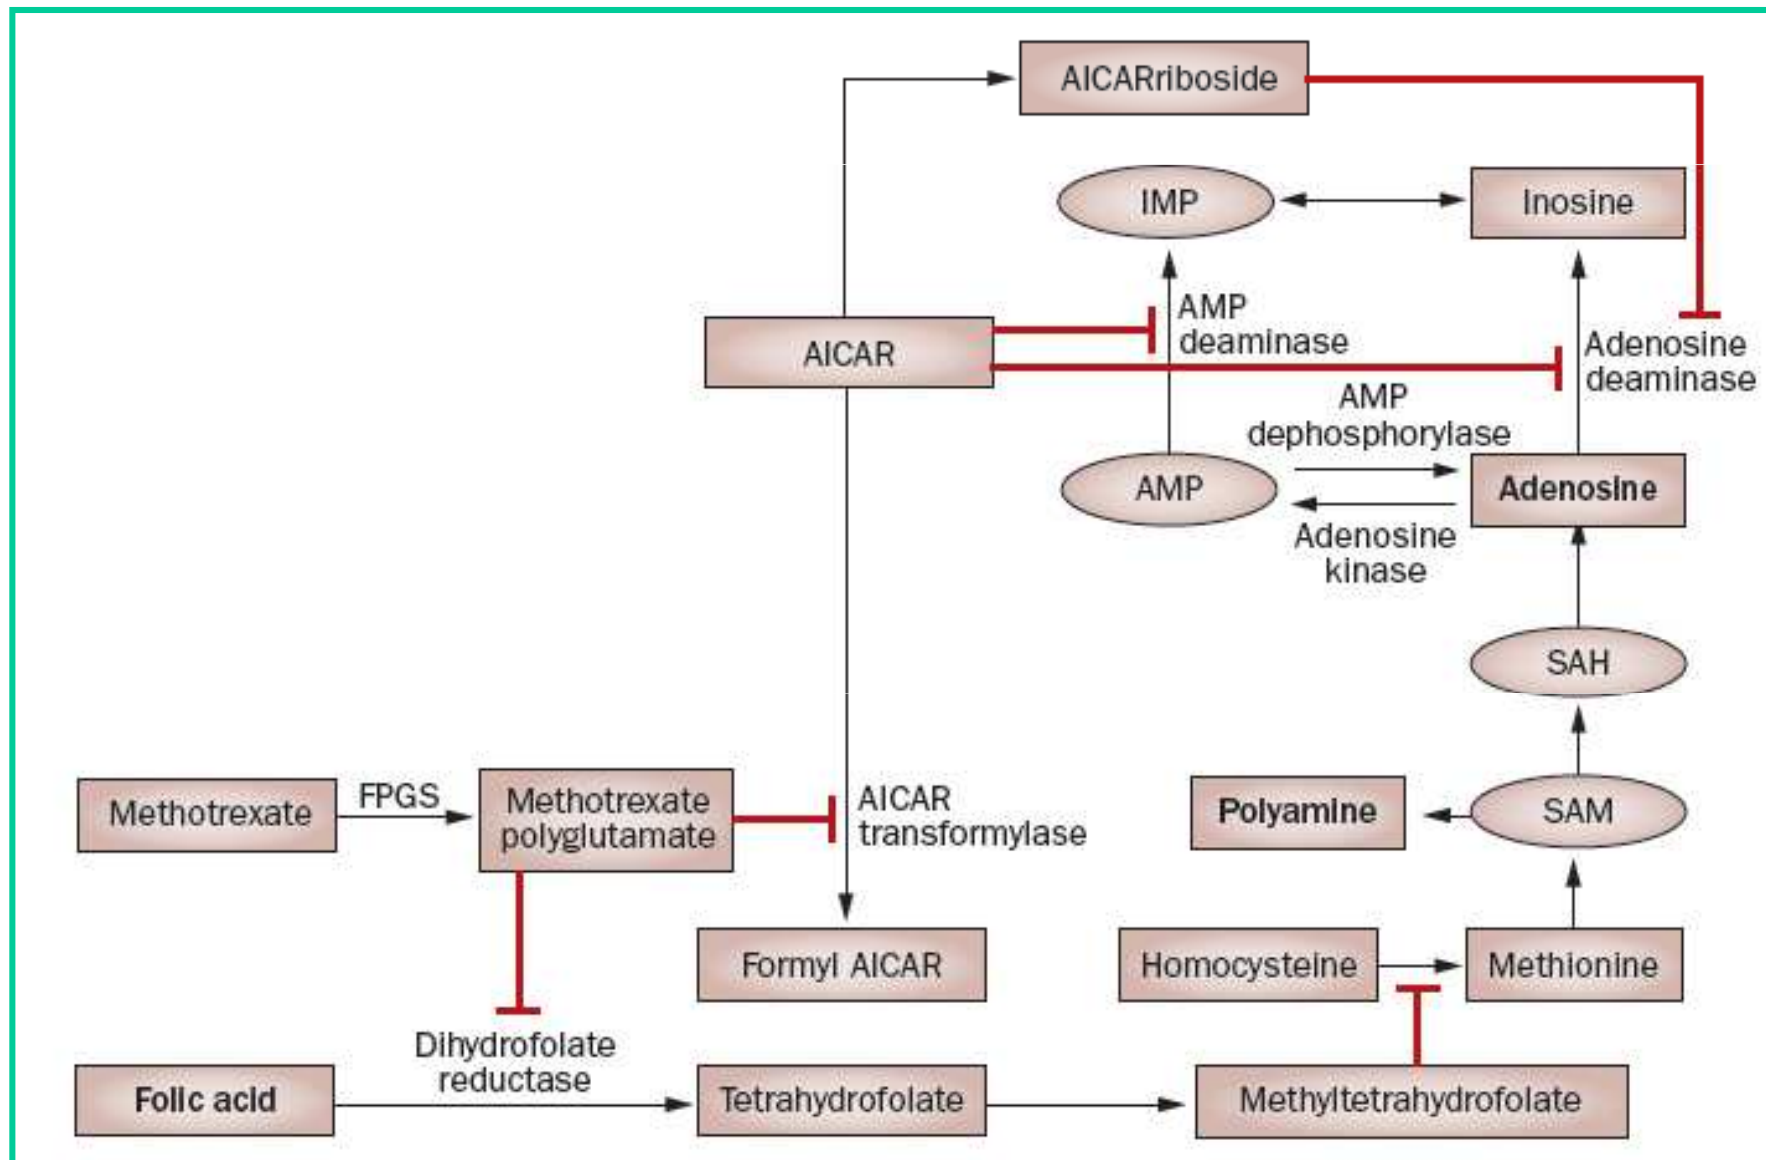 AICARriboside
IMP
Inosine
AMP
deaminase
AICAR
Adenosine
deaminase
AMP
dephosphorylase
AMP
Adenosine
Adenosine
kinase
SAH
Methotrexate
FPGS
Methotrexate
polyglutamate
AICAR
transformylase
Polyamine
SAM
Formyl AICAR
Homocysteine
Methionine
Dihydrofolate
reductase
Folic acid
Tetrahydrofolate
Methyltetrahydrofolate